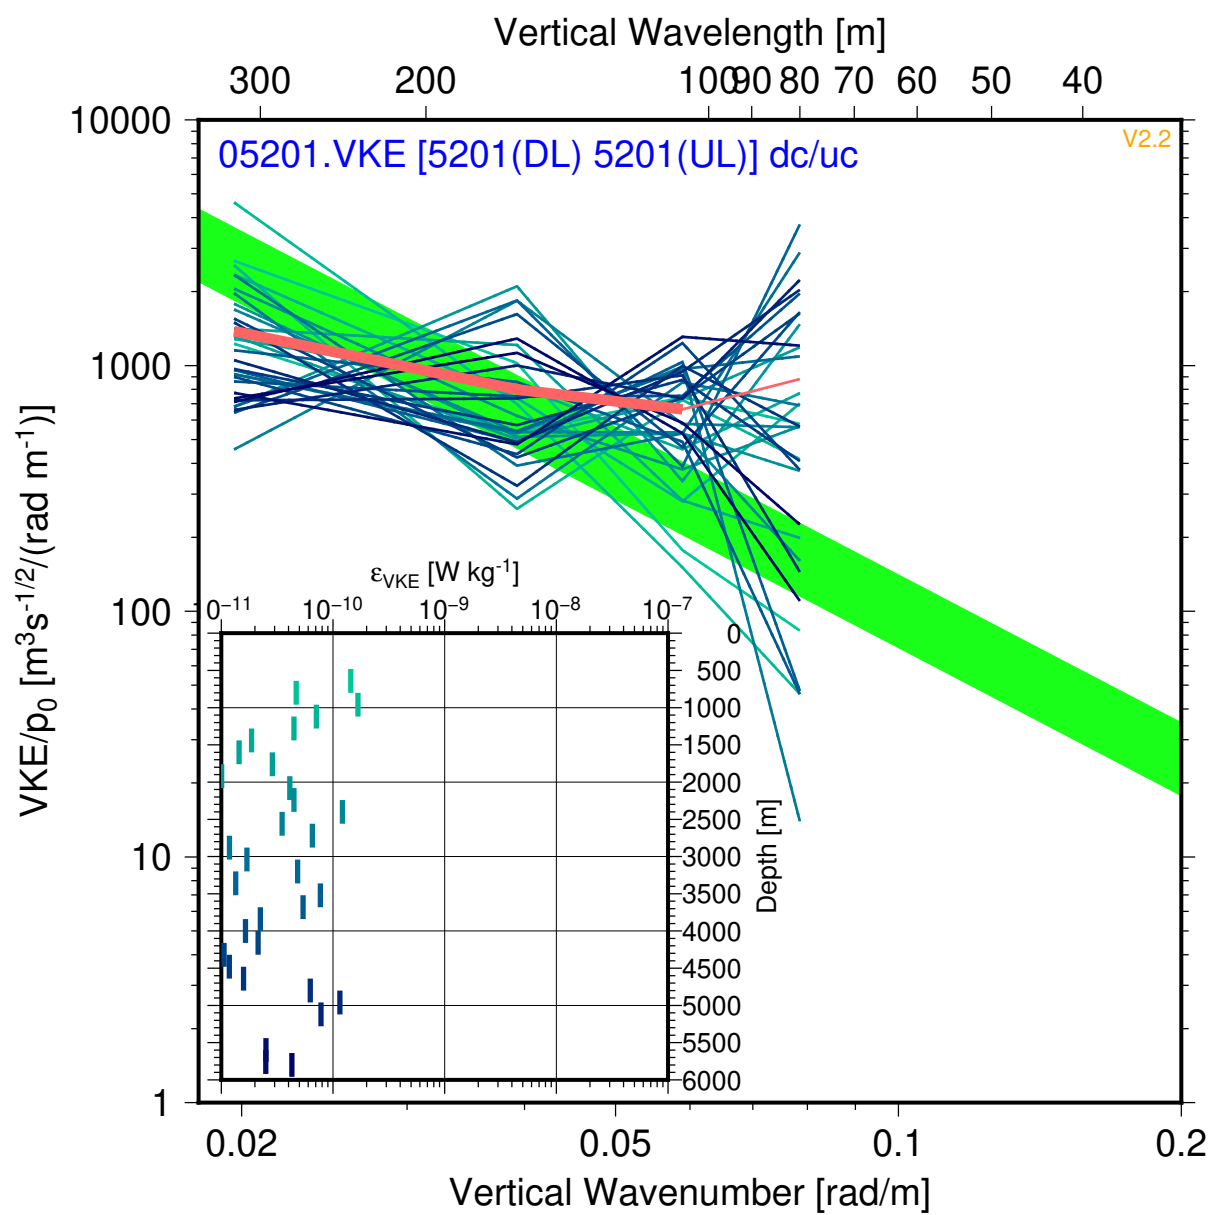 Vertical Wavelength [m]
300 200 100 90 80 70 60 50 40
10000
05201.VKE [5201(DL) 5201(UL)] dc/uc
V2.2
1000
100
10
1
VKE/p0 [m³s⁻¹/²/(rad m⁻¹)]
εVKE [W kg⁻¹]
10⁻¹¹ 10⁻¹⁰ 10⁻⁹ 10⁻⁸ 10⁻⁷
0
500
1000
1500
2000
2500
3000
3500
4000
4500
5000
5500
6000
Depth [m]
0.02 0.05 0.1 0.2
Vertical Wavenumber [rad/m]